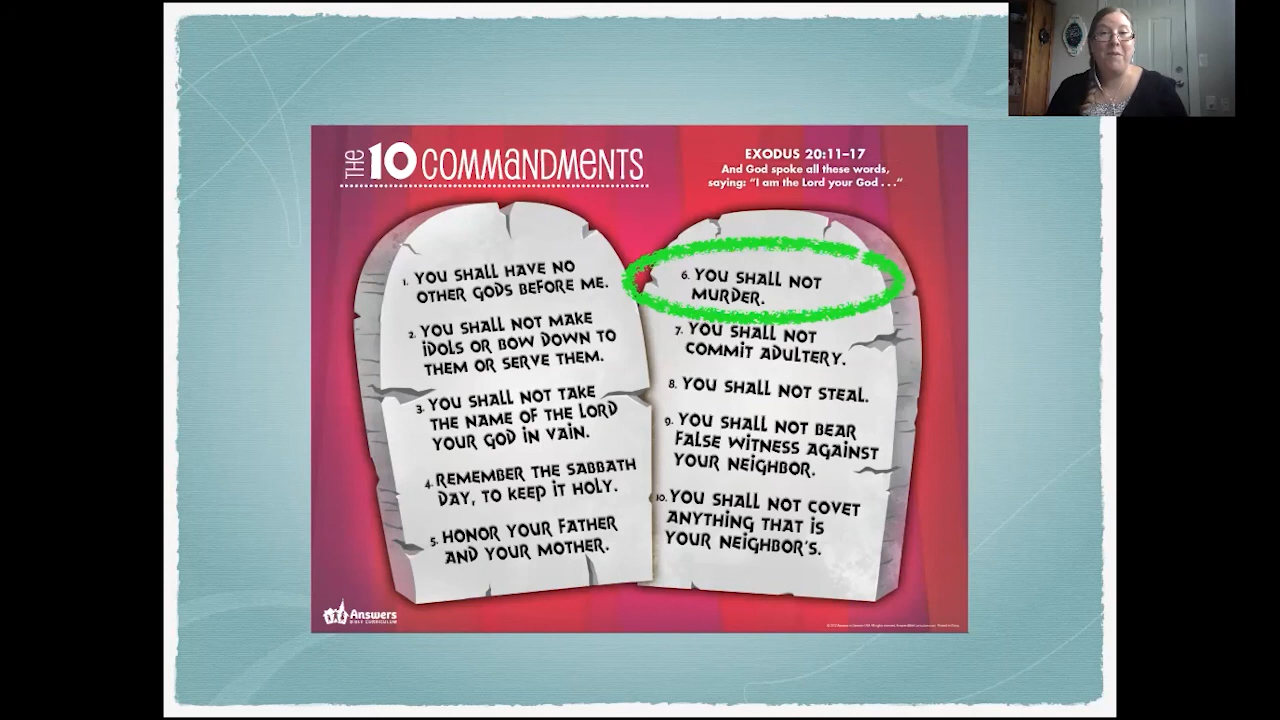 THE 10 COMMANDMENTS
EXODUS 20:11–17
And God spoke all these words,
saying: “I am the Lord your God . . .”
1. YOU SHALL HAVE NO
OTHER GODS BEFORE ME.
2. YOU SHALL NOT MAKE
IDOLS OR BOW DOWN TO
THEM OR SERVE THEM.
3. YOU SHALL NOT TAKE
THE NAME OF THE LORD
YOUR GOD IN VAIN.
4. REMEMBER THE SABBATH
DAY, TO KEEP IT HOLY.
5. HONOR YOUR FATHER
AND YOUR MOTHER.
6. YOU SHALL NOT
MURDER.
7. YOU SHALL NOT
COMMIT ADULTERY.
8. YOU SHALL NOT STEAL.
9. YOU SHALL NOT BEAR
FALSE WITNESS AGAINST
YOUR NEIGHBOR.
10. YOU SHALL NOT COVET
ANYTHING THAT IS
YOUR NEIGHBOR'S.
Answers
BIBLE CURRICULUM